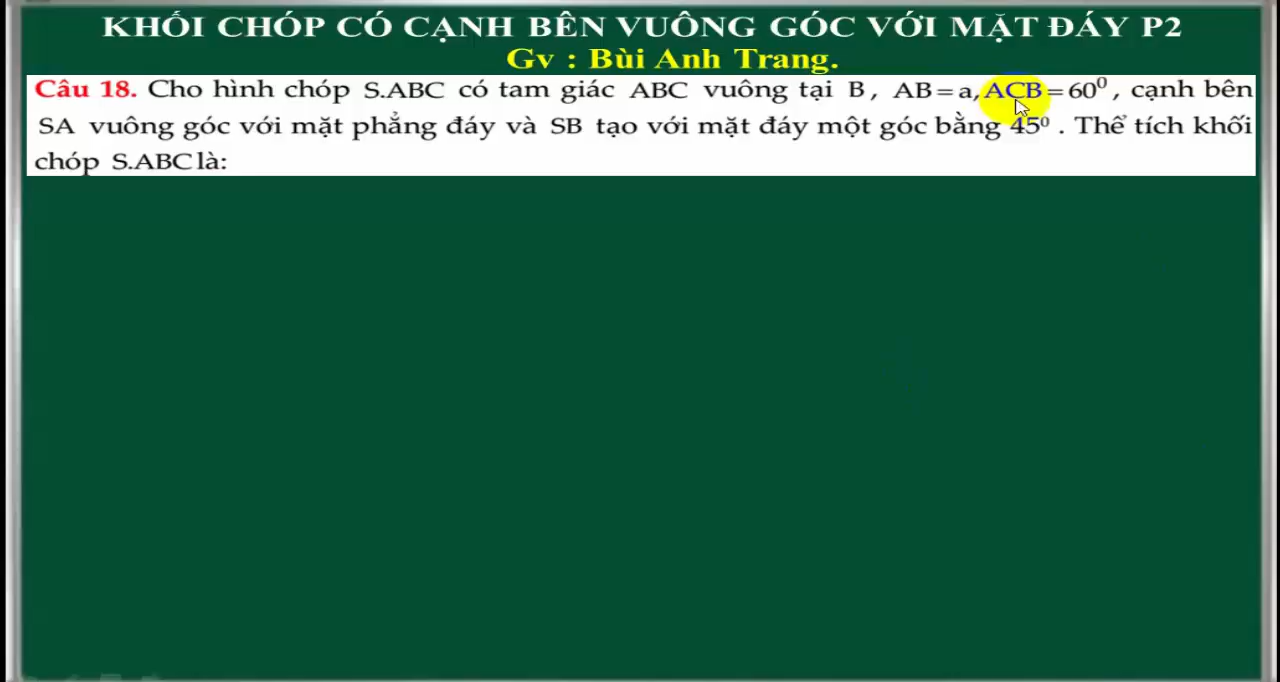 KHỐI CHÓP CÓ CẠNH BÊN VUÔNG GÓC VỚI MẶT ĐÁY P2
Gv : Bùi Anh Trang.
Câu 18. Cho hình chóp S.ABC có tam giác ABC vuông tại B, AB=a, ACB=60⁰, cạnh bên
SA vuông góc với mặt phẳng đáy và SB tạo với mặt đáy một góc bằng 45⁰. Thể tích khối
chóp S.ABC là: